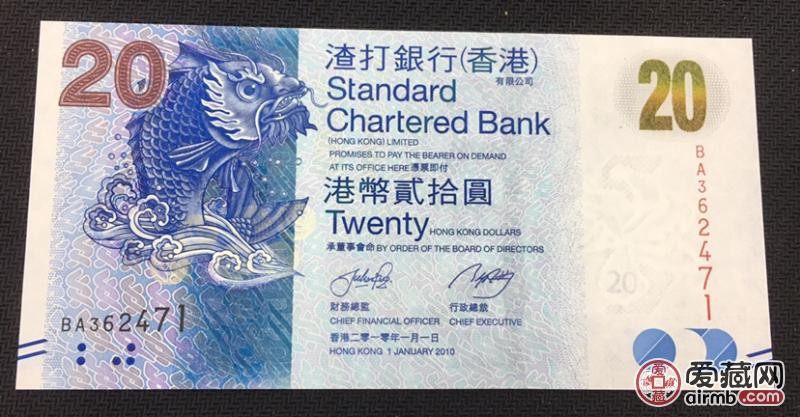 20
渣打銀行(香港)
有限公司
Standard
Chartered Bank
(HONG KONG) LIMITED
PROMISES TO PAY THE BEARER ON DEMAND
AT ITS OFFICE HERE 憑票即付
港幣貳拾圓
Twenty HONG KONG DOLLARS
承董事會命 BY ORDER OF THE BOARD OF DIRECTORS
財務總監 行政總裁
CHIEF FINANCIAL OFFICER CHIEF EXECUTIVE
香港二〇一〇年一月一日
HONG KONG 1 JANUARY 2010
BA362471
20
BA362471
20
爱藏网
airmb.com